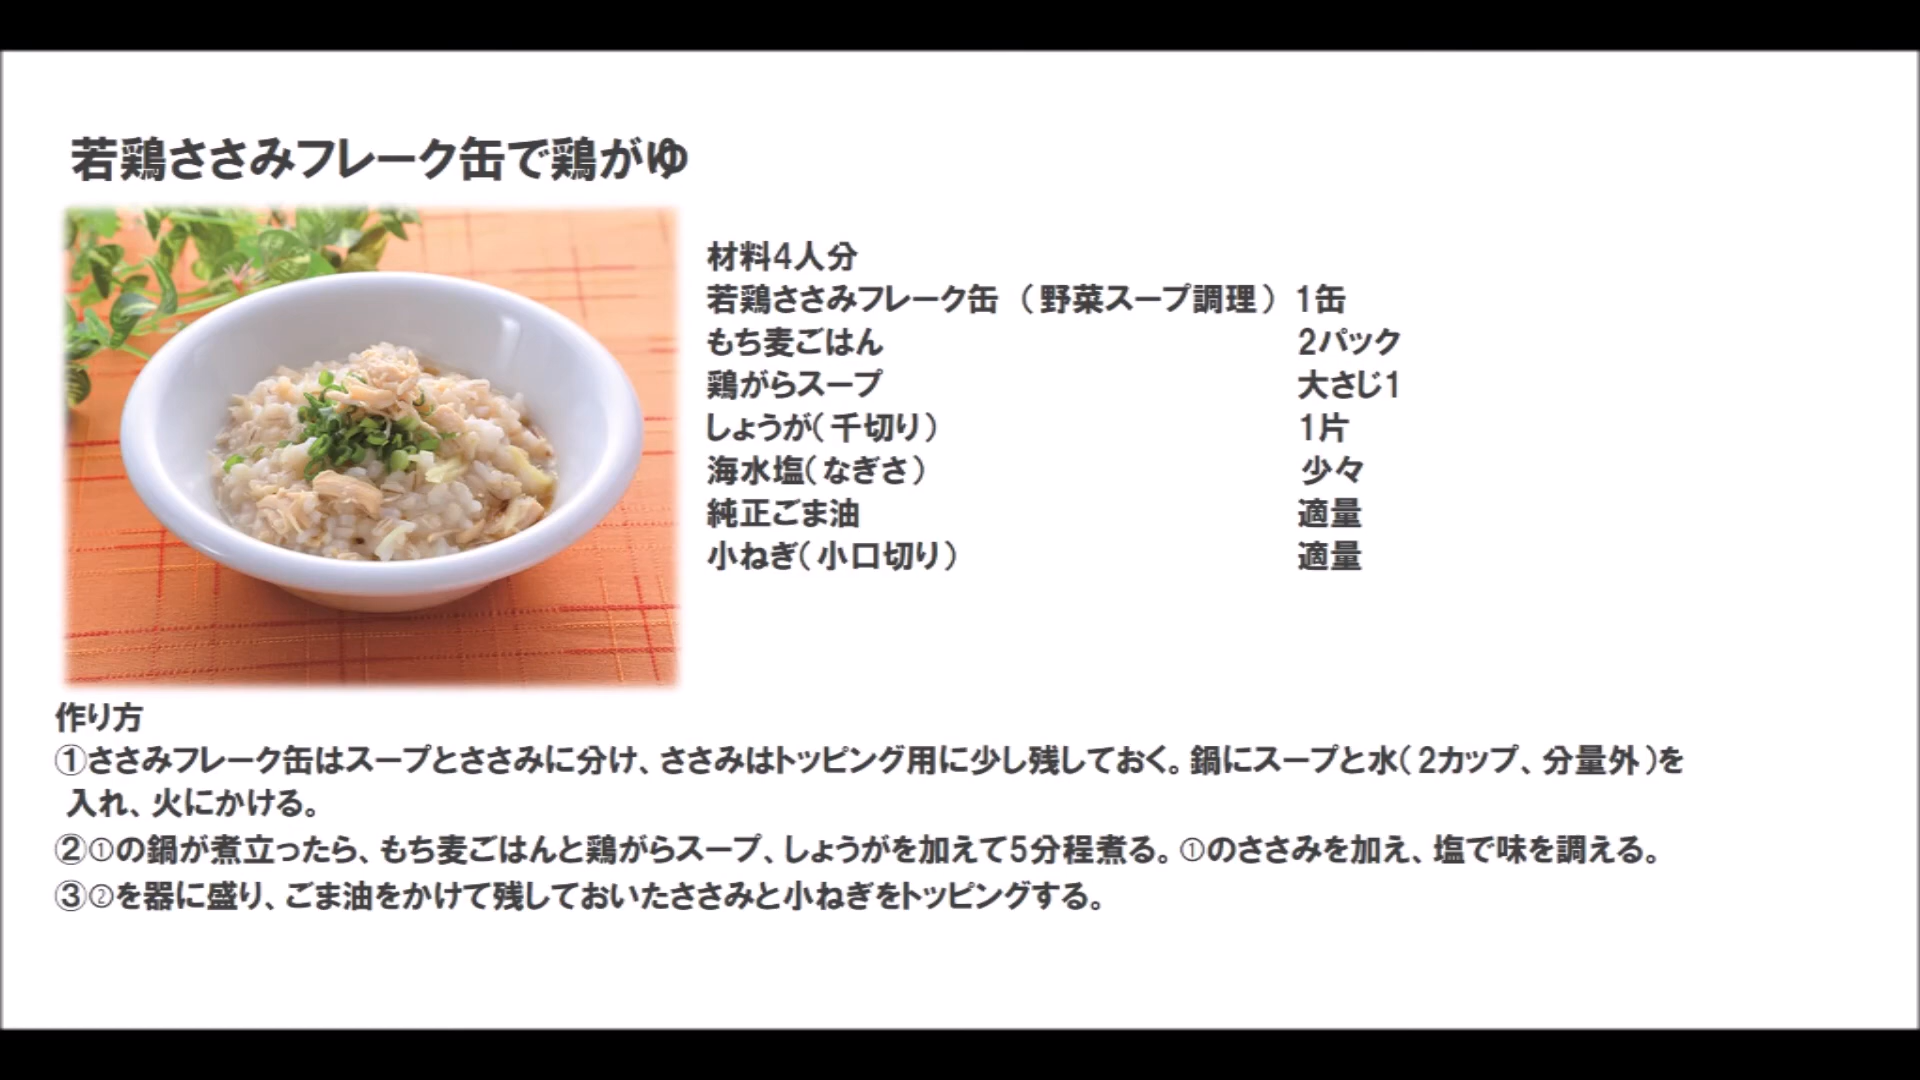 若鶏ささみフレーク缶で鶏がゆ
材料4人分
若鶏ささみフレーク缶 （野菜スープ調理） 1缶
もち麦ごはん 2パック
鶏がらスープ 大さじ1
しょうが（千切り） 1片
海水塩（なぎさ） 少々
純正ごま油 適量
小ねぎ（小口切り） 適量
作り方
①ささみフレーク缶はスープとささみに分け、ささみはトッピング用に少し残しておく。鍋にスープと水（2カップ、分量外）を
入れ、火にかける。
②①の鍋が煮立ったら、もち麦ごはんと鶏がらスープ、しょうがを加えて5分程煮る。①のささみを加え、塩で味を調える。
③②を器に盛り、ごま油をかけて残しておいたささみと小ねぎをトッピングする。